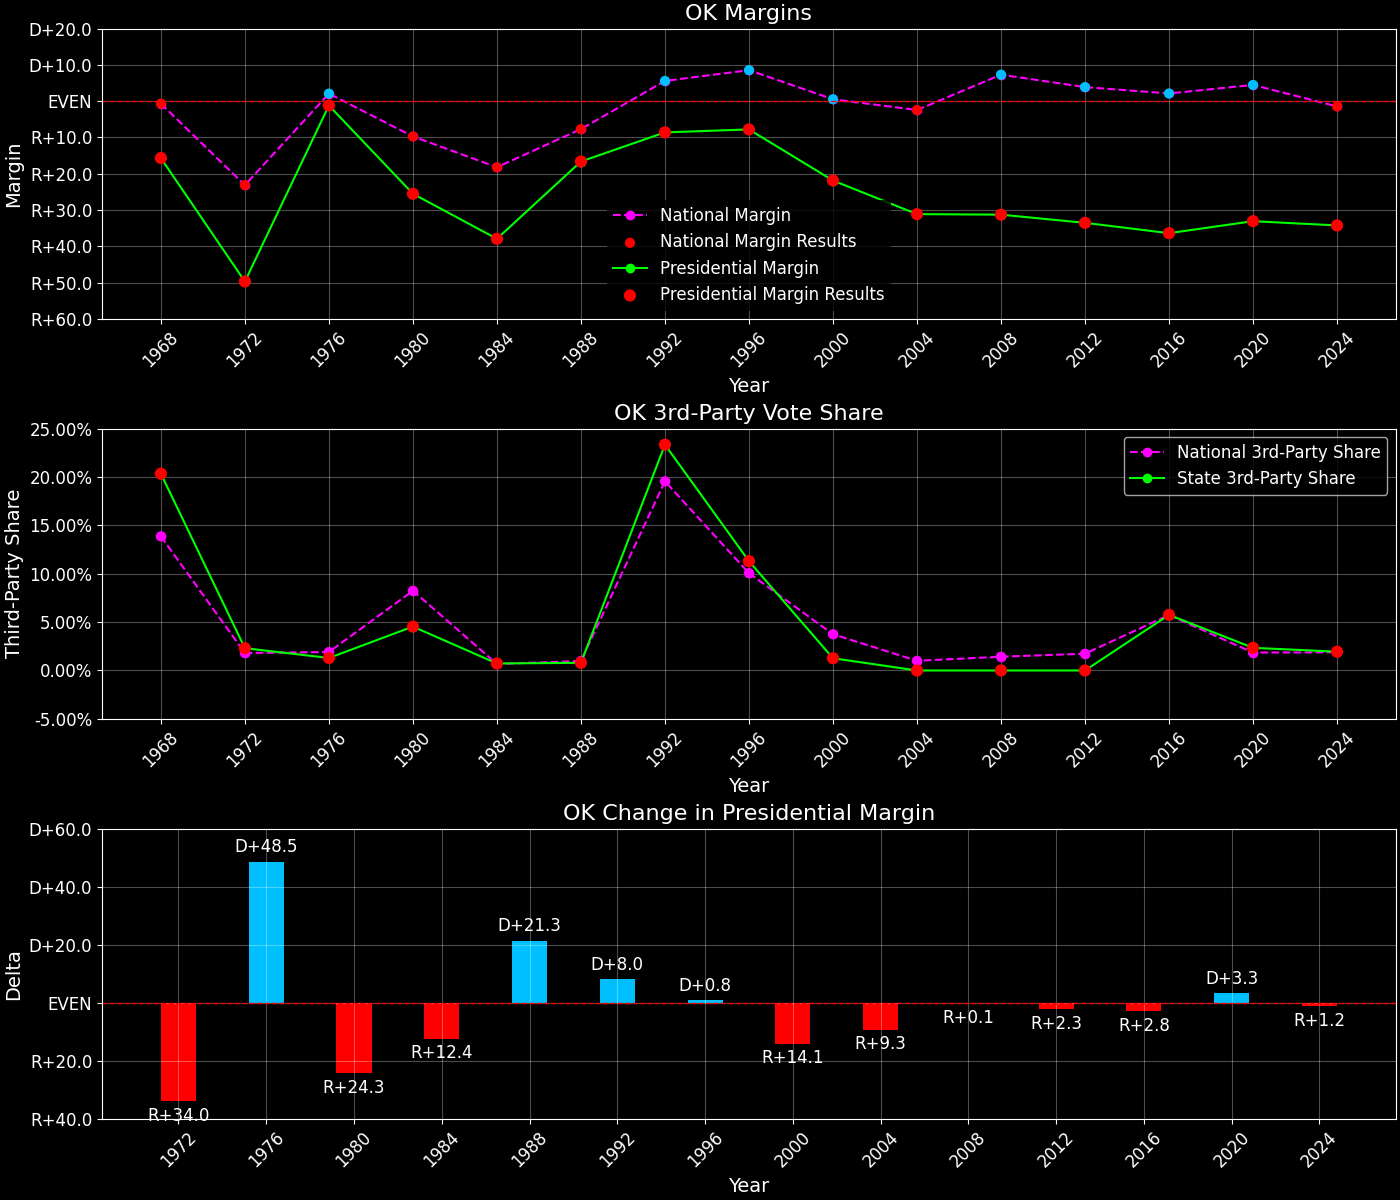 OK Margins
D+20.0
D+10.0
EVEN
R+10.0
R+20.0
R+30.0
R+40.0
R+50.0
R+60.0
Margin
National Margin
National Margin Results
Presidential Margin
Presidential Margin Results
1968 1972 1976 1980 1984 1988 1992 1996 2000 2004 2008 2012 2016 2020 2024
Year
OK 3rd-Party Vote Share
25.00%
20.00%
15.00%
10.00%
5.00%
0.00%
-5.00%
Third-Party Share
National 3rd-Party Share
State 3rd-Party Share
1968 1972 1976 1980 1984 1988 1992 1996 2000 2004 2008 2012 2016 2020 2024
Year
OK Change in Presidential Margin
D+60.0
D+40.0
D+20.0
EVEN
R+20.0
R+40.0
Delta
R+34.0
D+48.5
R+24.3
R+12.4
D+21.3
D+8.0
D+0.8
R+14.1
R+9.3
R+0.1
R+2.3
R+2.8
D+3.3
R+1.2
1972 1976 1980 1984 1988 1992 1996 2000 2004 2008 2012 2016 2020 2024
Year